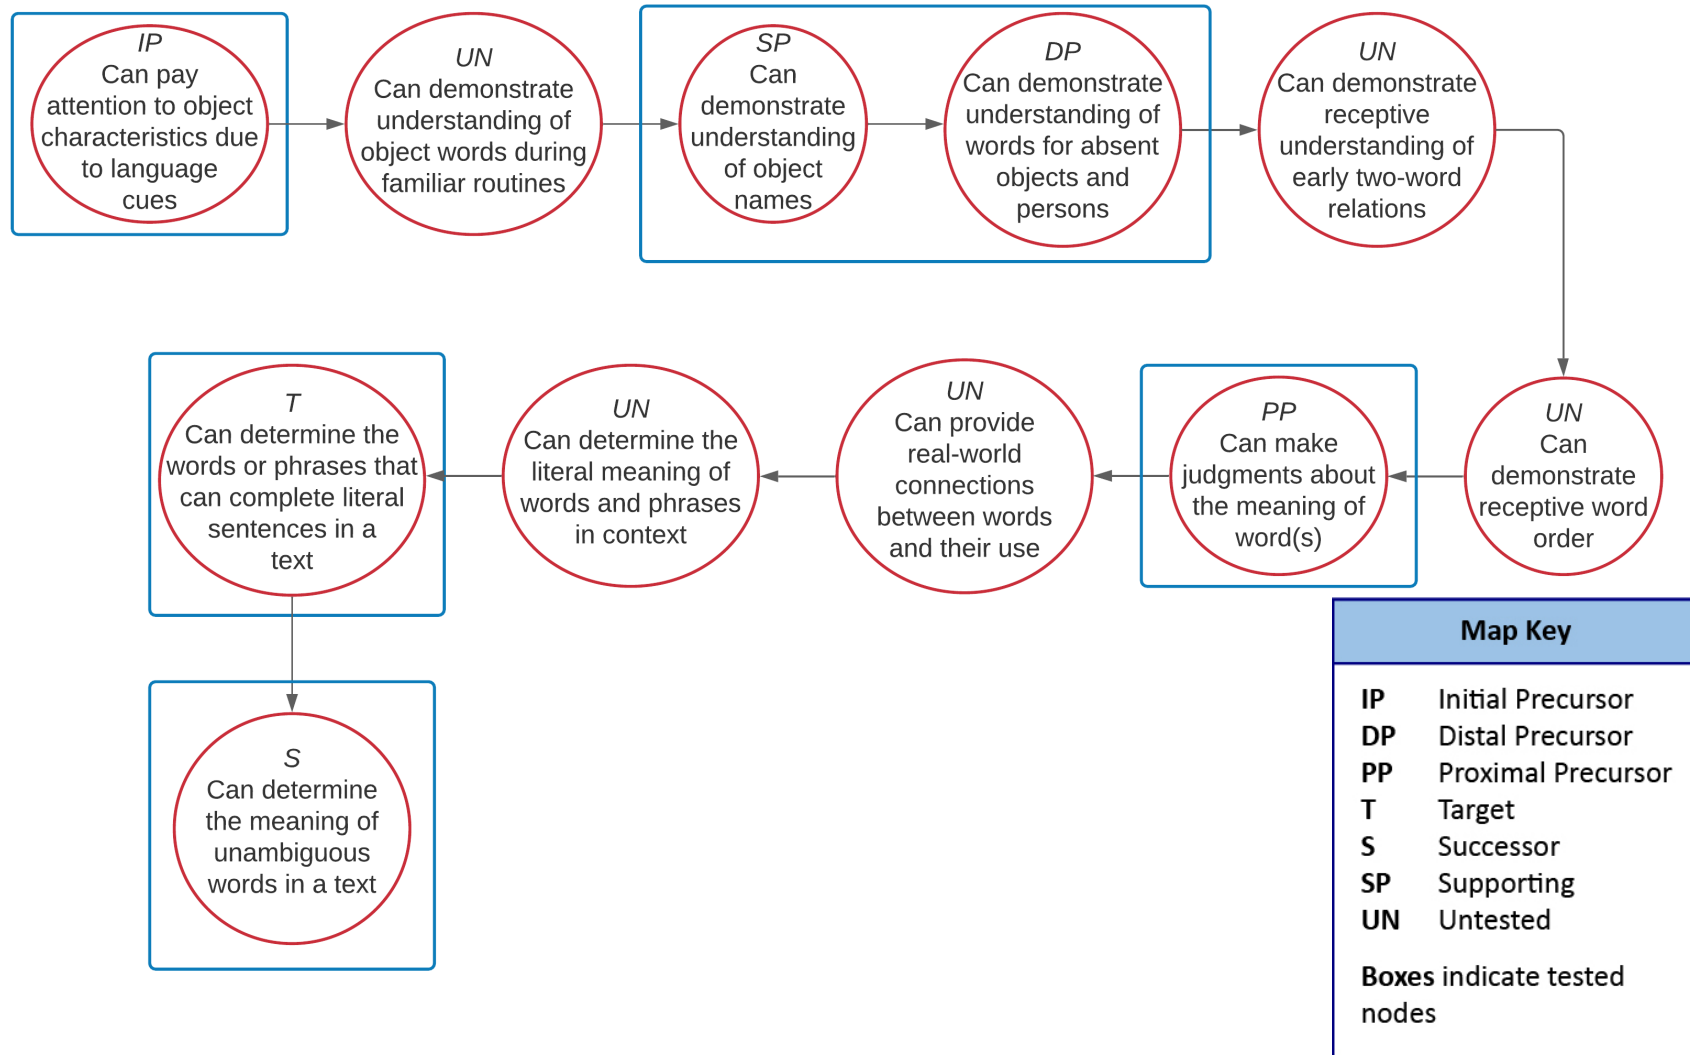 IP
Can pay
attention to object
characteristics due
to language
cues
UN
Can demonstrate
understanding of
object words during
familiar routines
SP
Can
demonstrate
understanding
of object
names
DP
Can demonstrate
understanding of
words for absent
objects and
persons
UN
Can demonstrate
receptive
understanding of
early two-word
relations
UN
Can
demonstrate
receptive word
order
PP
Can make
judgments about
the meaning of
word(s)
UN
Can provide
real-world
connections
between words
and their use
UN
Can determine the
literal meaning of
words and phrases
in context
T
Can determine the
words or phrases that
can complete literal
sentences in a
text
S
Can determine
the meaning of
unambiguous
words in a text
Map Key
IP Initial Precursor
DP Distal Precursor
PP Proximal Precursor
T Target
S Successor
SP Supporting
UN Untested
Boxes indicate tested
nodes